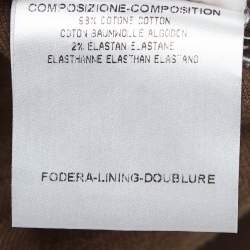 COMPOSIZIONE-COMPOSITION
98% COTONE COTTON
COTON BAUMWOLLE ALGODON
2% ELASTAN ELASTANE
ELASTHANNE ELASTHAN ELASTANO
FODERA-LINING-DOUBLURE